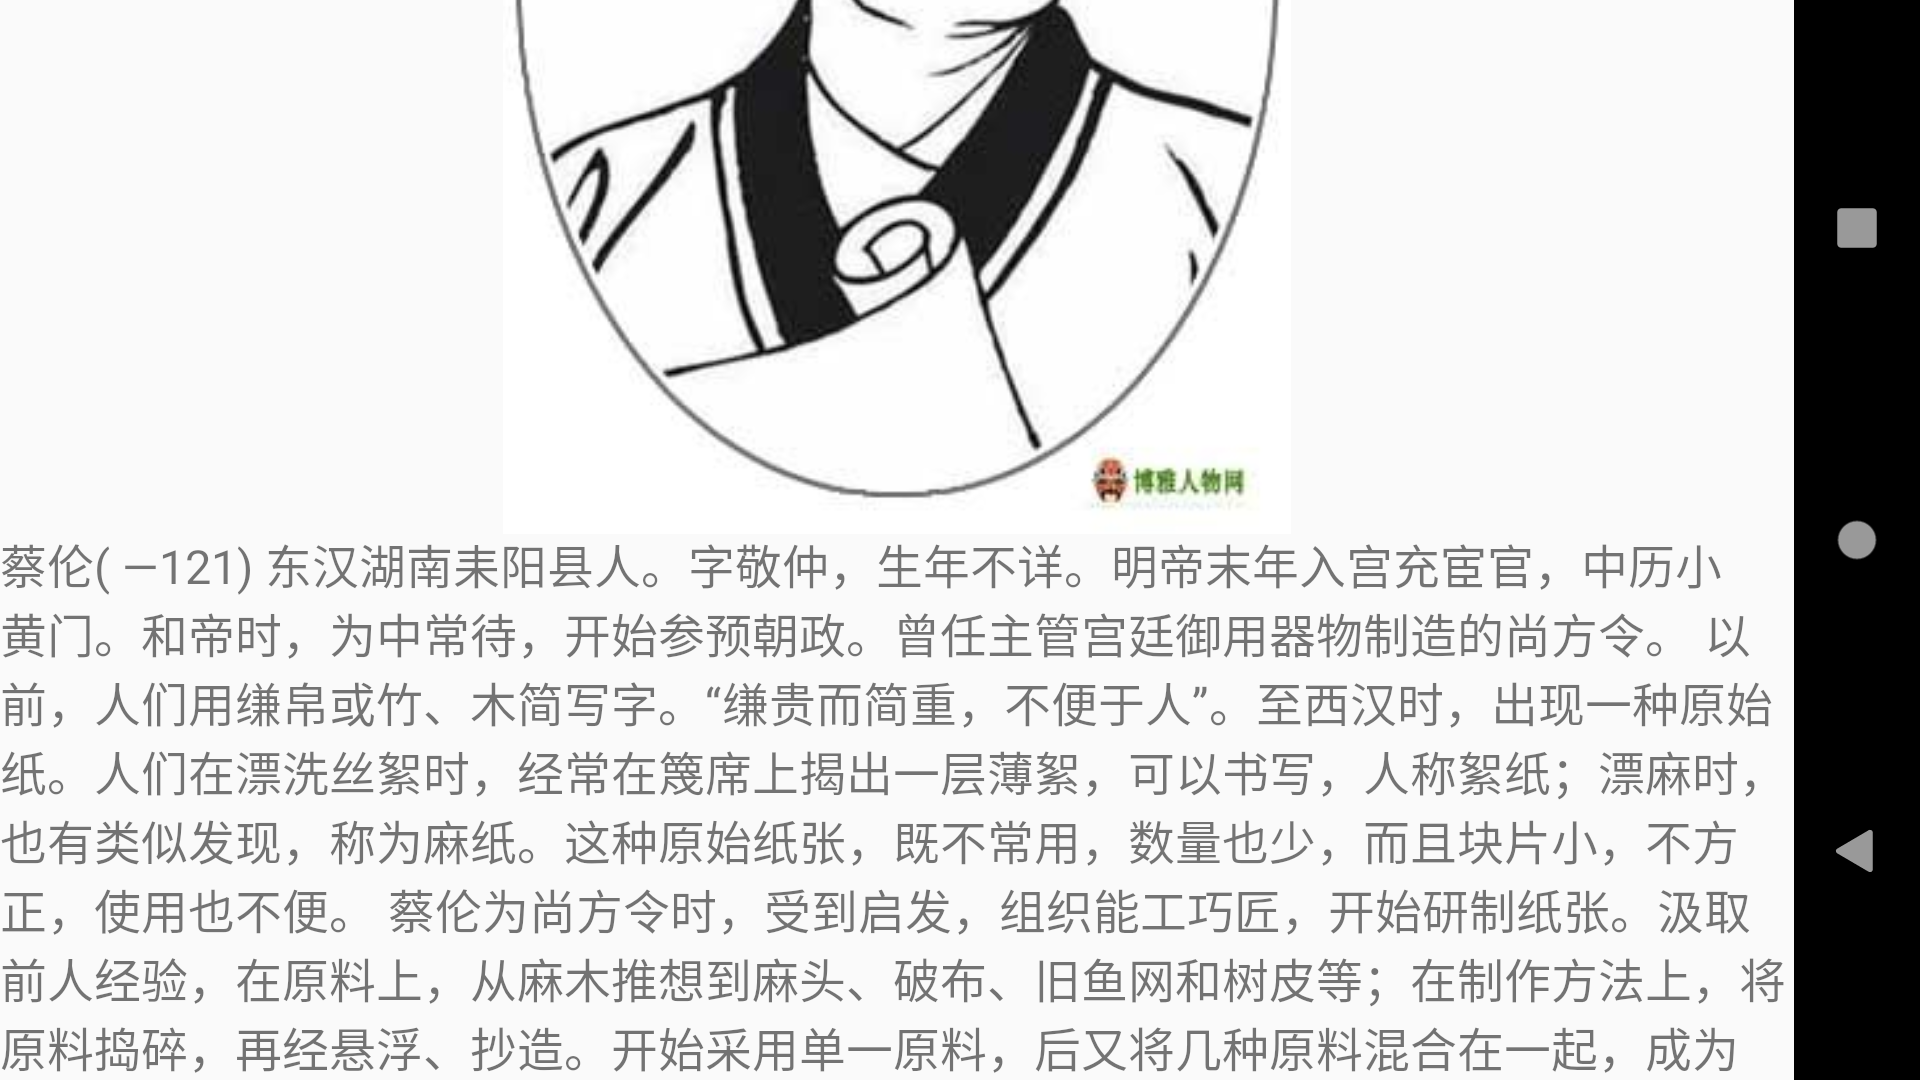 博雅人物网
蔡伦( —121) 东汉湖南耒阳县人。字敬仲，生年不详。明帝末年入宫充宦官，中历小
黄门。和帝时，为中常待，开始参预朝政。曾任主管宫廷御用器物制造的尚方令。 以
前，人们用缣帛或竹、木简写字。“缣贵而简重，不便于人”。至西汉时，出现一种原始
纸。人们在漂洗丝絮时，经常在篾席上揭出一层薄絮，可以书写，人称絮纸；漂麻时，
也有类似发现，称为麻纸。这种原始纸张，既不常用，数量也少，而且块片小，不方
正，使用也不便。 蔡伦为尚方令时，受到启发，组织能工巧匠，开始研制纸张。汲取
前人经验，在原料上，从麻木推想到麻头、破布、旧鱼网和树皮等；在制作方法上，将
原料捣碎，再经悬浮、抄造。开始采用单一原料，后又将几种原料混合在一起，成为